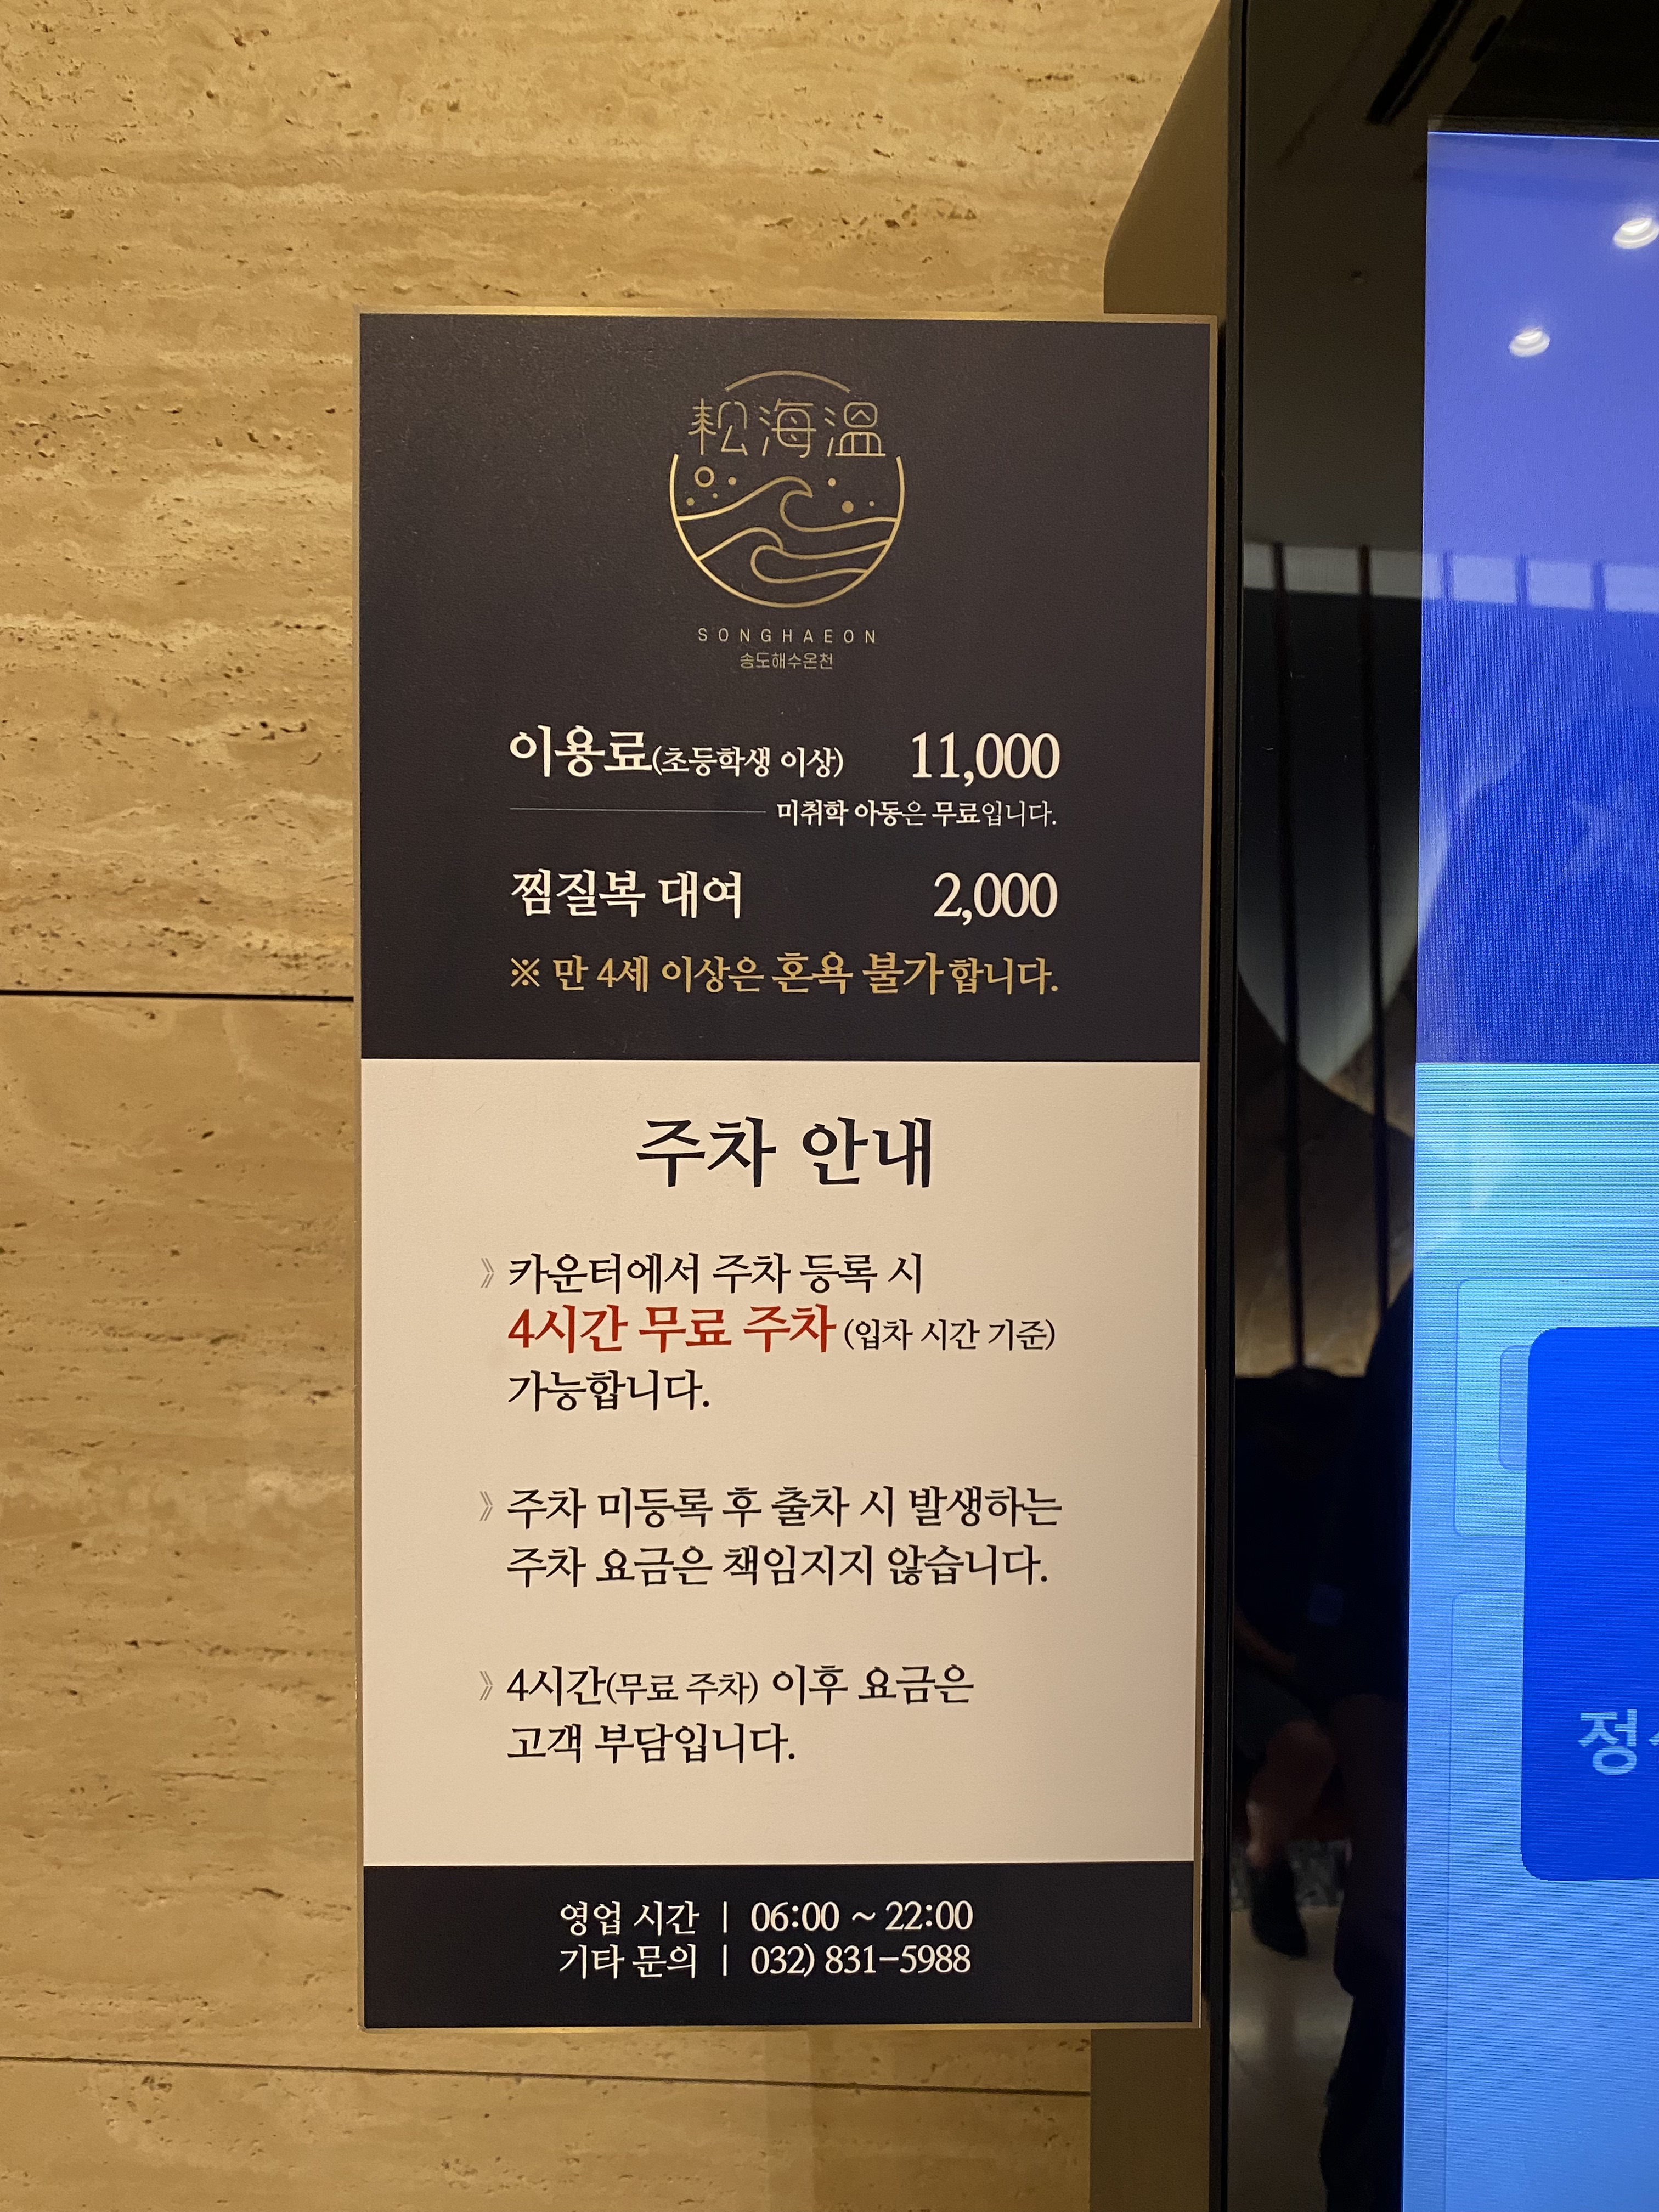 松海溫
SONGHAEON
송도해수온천
이용료(초등학생 이상) 11,000
미취학 아동은 무료입니다.
찜질복 대여 2,000
※ 만 4세 이상은 혼욕 불가합니다.
주차 안내
》 카운터에서 주차 등록 시
4시간 무료 주차 (입차 시간 기준)
가능합니다.
》 주차 미등록 후 출차 시 발생하는
주차 요금은 책임지지 않습니다.
》 4시간(무료 주차) 이후 요금은
고객 부담입니다.
영업 시간 | 06:00 ~ 22:00
기타 문의 | 032) 831-5988